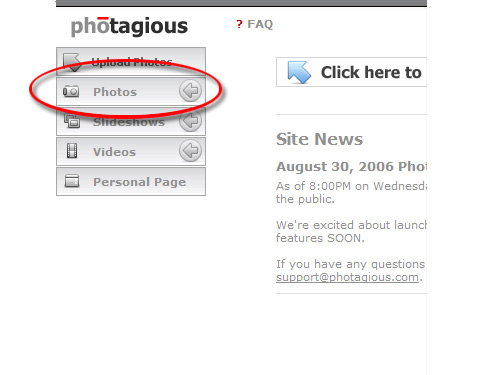 phōtagious
? FAQ
Upload Photos
Photos
Slideshows
Videos
Personal Page
Click here to
Site News
August 30, 2006 Phot
As of 8:00PM on Wednesda
the public.
We're excited about launch
features SOON.
If you have any questions
support@photagious.com.